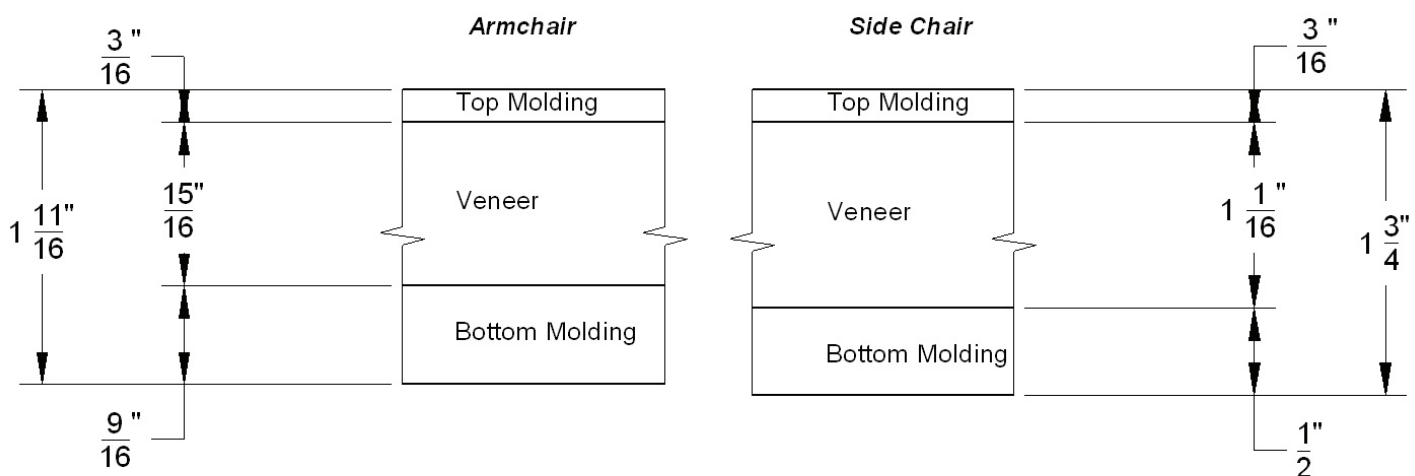 Armchair
Side Chair
3"
16
3"
16
Top Molding
Top Molding
15"
16
Veneer
Veneer
1 1"
16
1 11"
16
1 3"
4
Bottom Molding
Bottom Molding
9"
16
1"
2